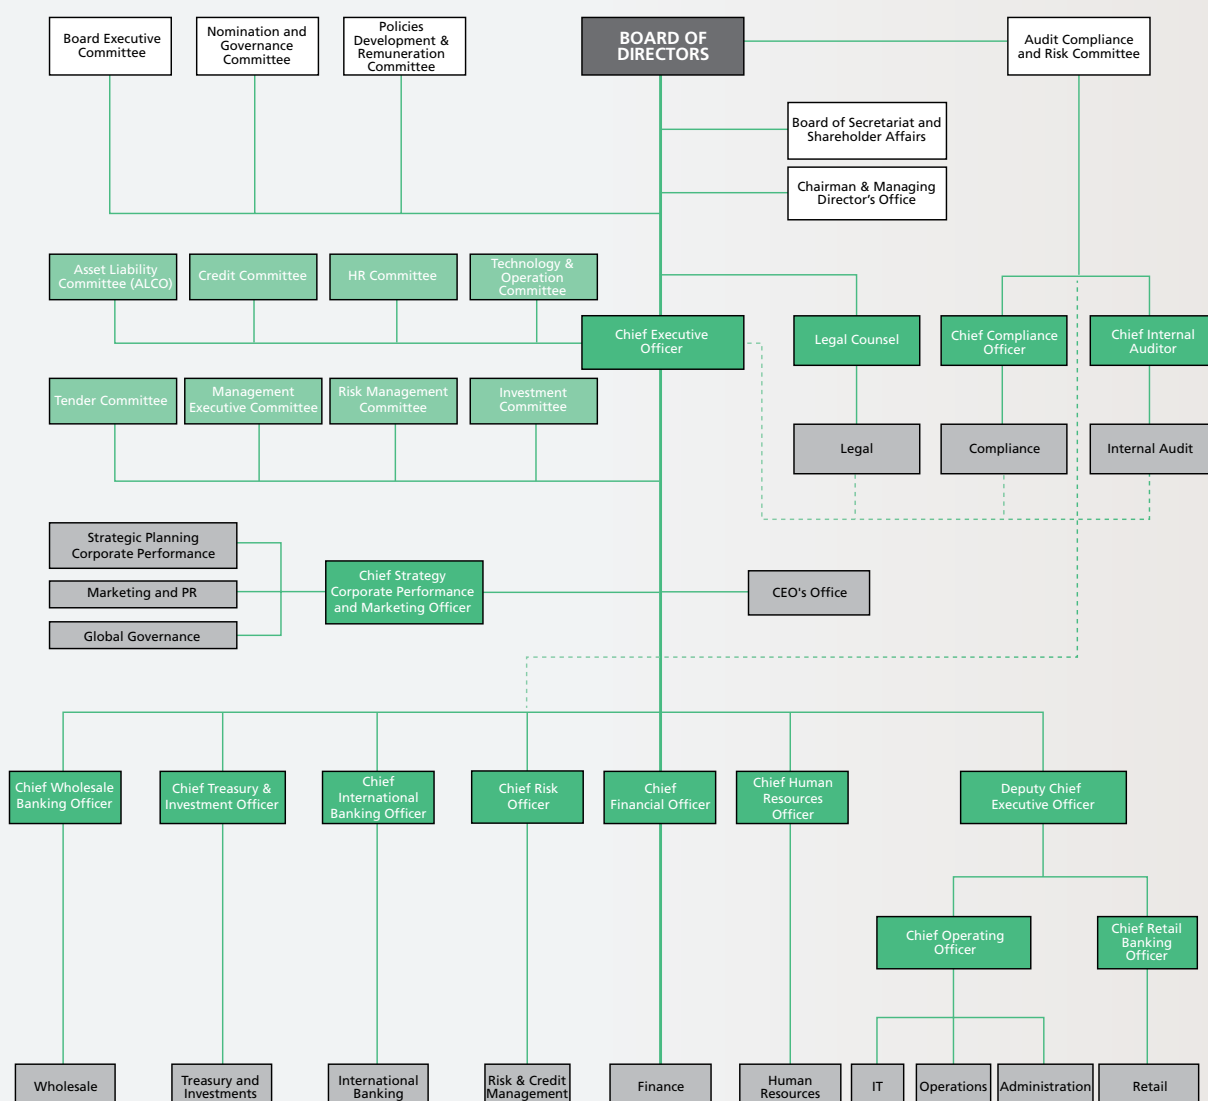 Board Executive
Committee
Nomination and
Governance
Committee
Policies
Development &
Remuneration
Committee
BOARD OF
DIRECTORS
Audit Compliance
and Risk Committee
Board of Secretariat and
Shareholder Affairs
Chairman & Managing
Director's Office
Asset Liability
Committee (ALCO)
Credit Committee
HR Committee
Technology &
Operation
Committee
Chief Executive
Officer
Legal Counsel
Chief Compliance
Officer
Chief Internal
Auditor
Tender Committee
Management
Executive Committee
Risk Management
Committee
Investment
Committee
Legal
Compliance
Internal Audit
Strategic Planning
Corporate Performance
Marketing and PR
Global Governance
Chief Strategy
Corporate Performance
and Marketing Officer
CEO's Office
Chief Wholesale
Banking Officer
Chief Treasury &
Investment Officer
Chief
International
Banking Officer
Chief Risk
Officer
Chief
Financial Officer
Chief Human
Resources
Officer
Deputy Chief
Executive Officer
Chief Operating
Officer
Chief Retail
Banking
Officer
Wholesale
Treasury and
Investments
International
Banking
Risk & Credit
Management
Finance
Human
Resources
IT
Operations
Administration
Retail